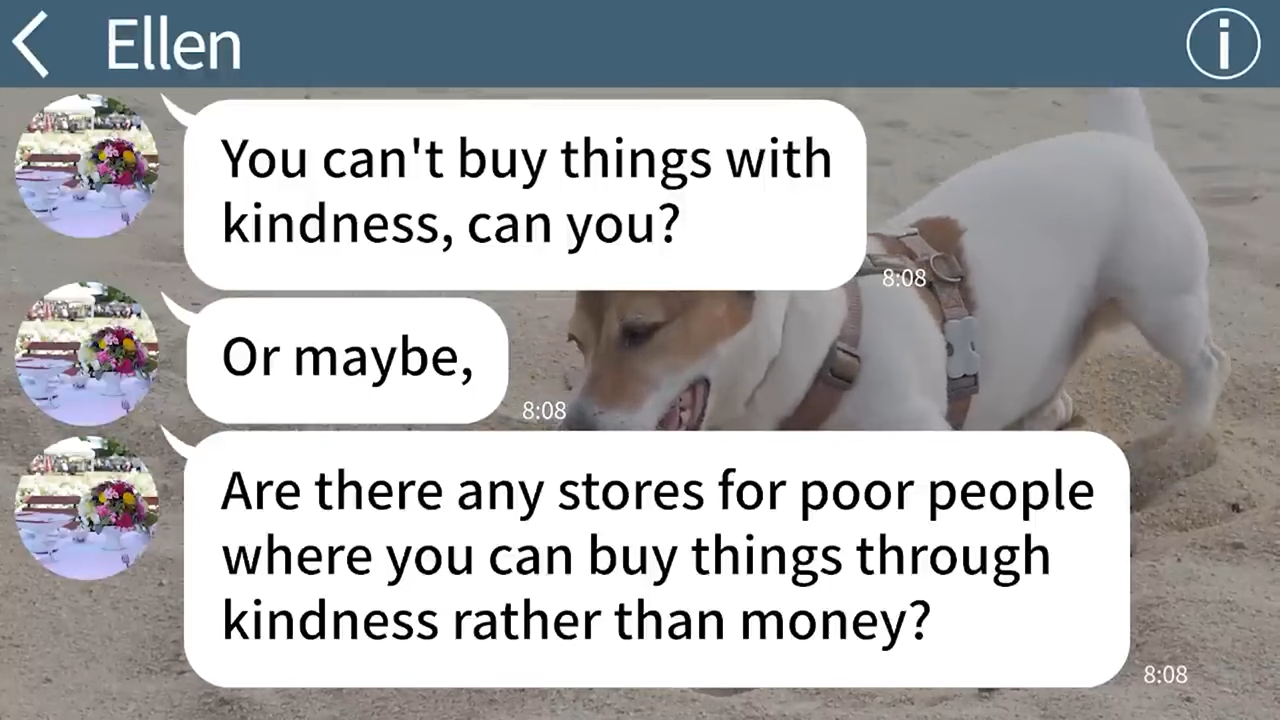 Ellen
You can't buy things with
kindness, can you?
8:08
Or maybe,
8:08
Are there any stores for poor people
where you can buy things through
kindness rather than money?
8:08